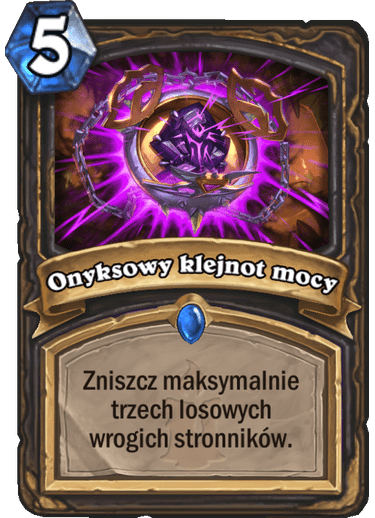 5
Onyksowy klejnot mocy
Zniszcz maksymalnie
trzech losowych
wrogich stronników.